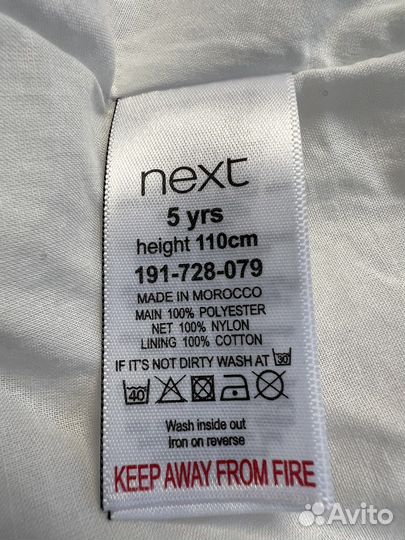 next
5 yrs
height 110cm
191-728-079
MADE IN MOROCCO
MAIN 100% POLYESTER
NET 100% NYLON
LINING 100% COTTON
IF IT'S NOT DIRTY WASH AT 30°
40
Wash inside out
Iron on reverse
KEEP AWAY FROM FIRE
Avito